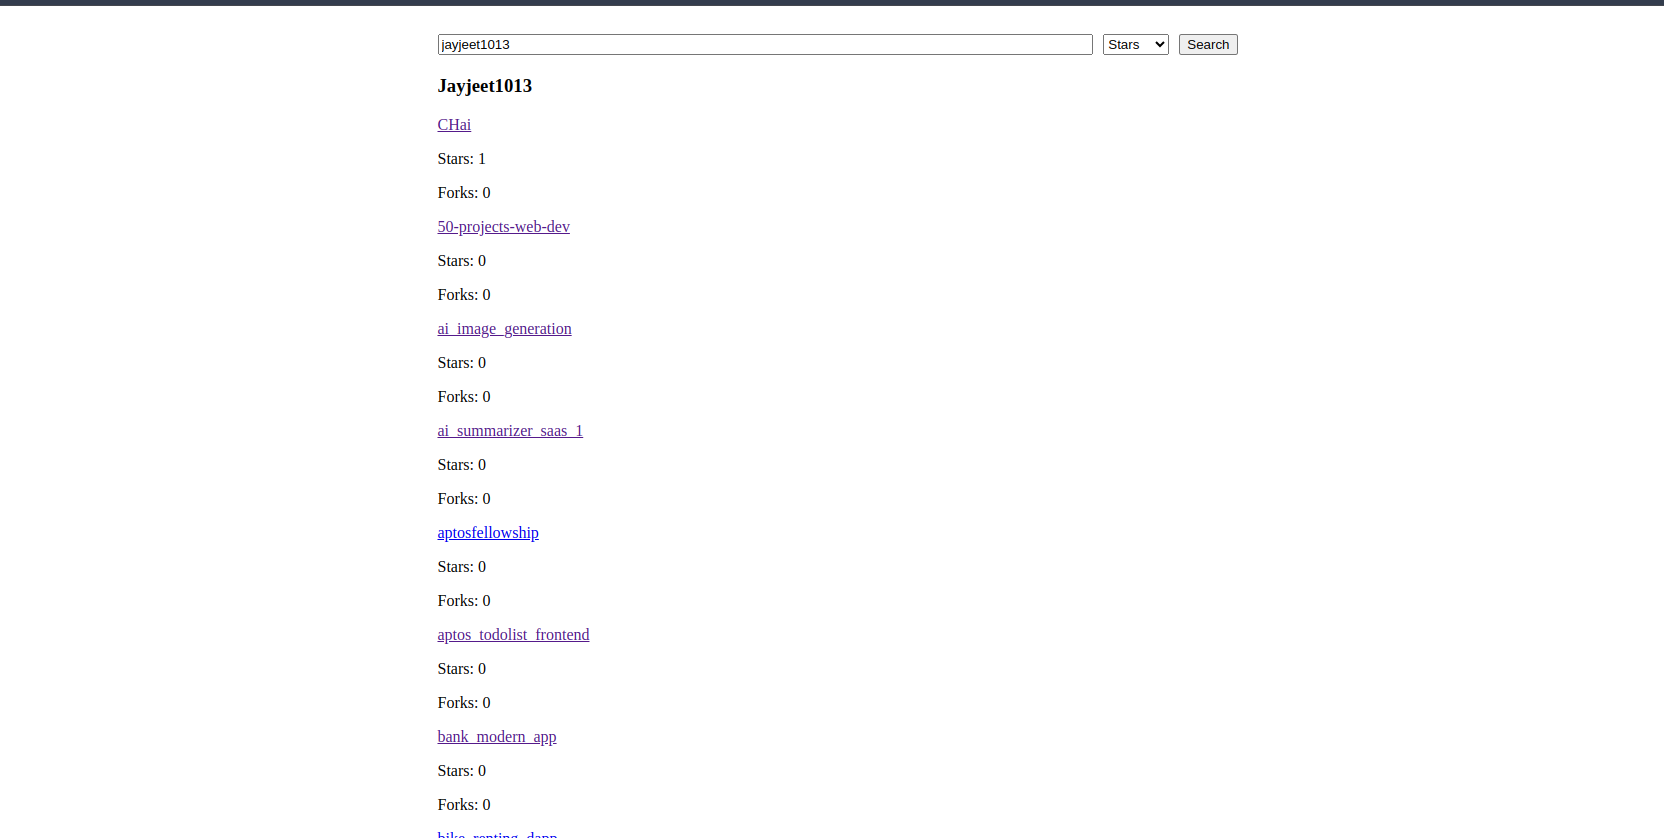 jayjeet1013 Stars Search
Jayjeet1013
CHai
Stars: 1
Forks: 0
50-projects-web-dev
Stars: 0
Forks: 0
ai_image_generation
Stars: 0
Forks: 0
ai_summarizer_saas_1
Stars: 0
Forks: 0
aptosfellowship
Stars: 0
Forks: 0
aptos_todolist_frontend
Stars: 0
Forks: 0
bank_modern_app
Stars: 0
Forks: 0
bike_renting_dapp